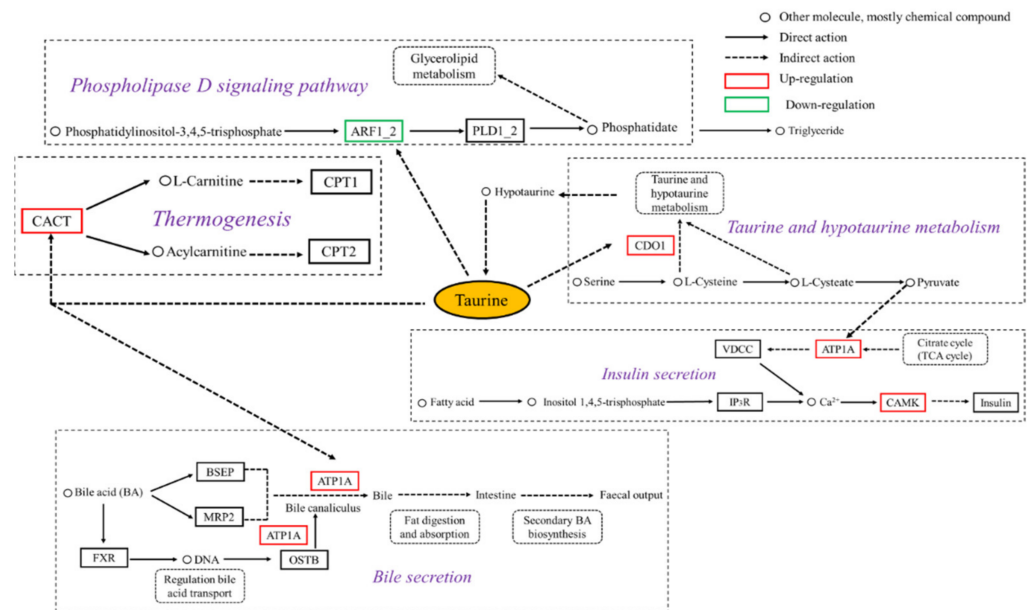 Other molecule, mostly chemical compound
Direct action
Indirect action
Up-regulation
Down-regulation
Phospholipase D signaling pathway
Glycerolipid
metabolism
Phosphatidylinositol-3,4,5-trisphosphate
ARF1_2
PLD1_2
Phosphatidate
Triglyceride
L-Carnitine
CPT1
CACT
Thermogenesis
Acylcarnitine
CPT2
Hypotaurine
Taurine
Taurine and
hypotaurine
metabolism
Taurine and hypotaurine metabolism
CDO1
Serine
L-Cysteine
L-Cysteate
Pyruvate
VDCC
ATP1A
Citrate cycle
(TCA cycle)
Insulin secretion
Fatty acid
Inositol 1,4,5-trisphosphate
IP₃R
Ca²⁺
CAMK
Insulin
BSEP
ATP1A
Bile acid (BA)
Bile
Intestine
Faecal output
Bile canaliculus
MRP2
ATP1A
Fat digestion
and absorption
Secondary BA
biosynthesis
FXR
DNA
OSTB
Regulation bile
acid transport
Bile secretion